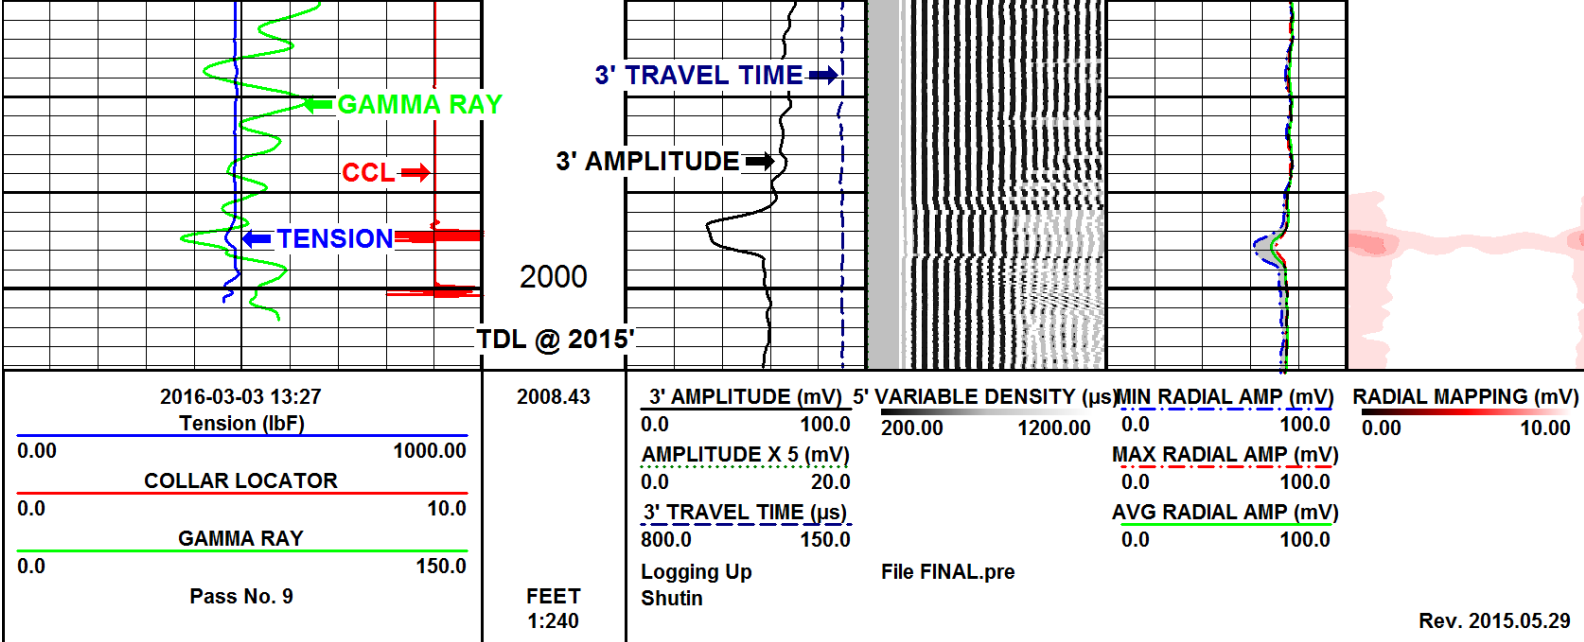 3' TRAVEL TIME
GAMMA RAY
3' AMPLITUDE
CCL
TENSION
2000
TDL @ 2015'
2016-03-03 13:27
Tension (lbF)
0.00 1000.00
COLLAR LOCATOR
0.0 10.0
GAMMA RAY
0.0 150.0
Pass No. 9
2008.43
FEET
1:240
3' AMPLITUDE (mV)
0.0 100.0
AMPLITUDE X 5 (mV)
0.0 20.0
3' TRAVEL TIME (µs)
800.0 150.0
Logging Up
Shutin
5' VARIABLE DENSITY (µs)
200.00 1200.00
File FINAL.pre
MIN RADIAL AMP (mV)
0.0 100.0
MAX RADIAL AMP (mV)
0.0 100.0
AVG RADIAL AMP (mV)
0.0 100.0
RADIAL MAPPING (mV)
0.00 10.00
Rev. 2015.05.29